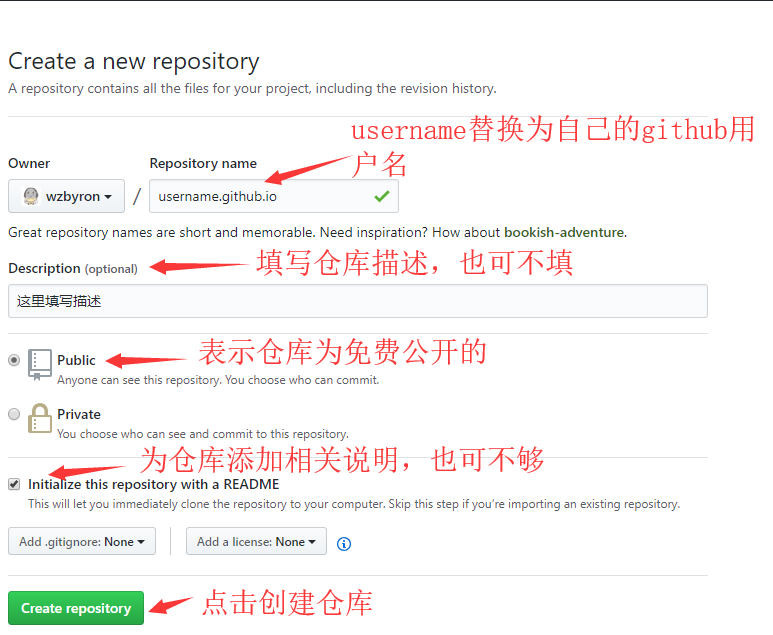 Create a new repository
A repository contains all the files for your project, including the revision history.
username替换为自己的github用
户名
Owner
Repository name
wzbyron / username.github.io
Great repository names are short and memorable. Need inspiration? How about bookish-adventure.
Description (optional)
填写仓库描述，也可不填
这里填写描述
表示仓库为免费公开的
Public
Anyone can see this repository. You choose who can commit.
Private
You choose who can see and commit to this repository.
为仓库添加相关说明，也可不够
Initialize this repository with a README
This will let you immediately clone the repository to your computer. Skip this step if you’re importing an existing repository.
Add .gitignore: None
Add a license: None
Create repository
点击创建仓库